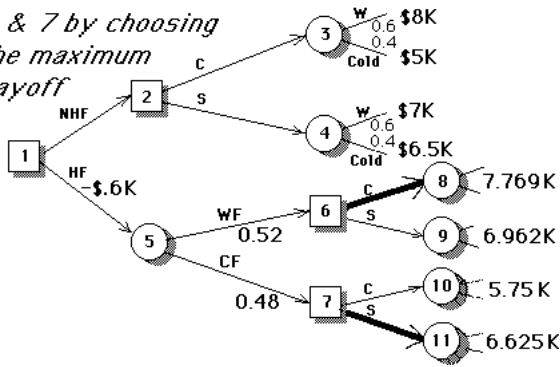 & 7 by choosing
he maximum
ayoff
W $8K
0.6
3
0.4
Cold $5K
C
2
NHF
S
W $7K
0.6
4
0.4
Cold $6.5K
1
HF
-$.6K
C
8
7.769K
WF
6
0.52
S
9
6.962K
5
CF
0.48
C
10
5.75K
7
S
11
6.625K